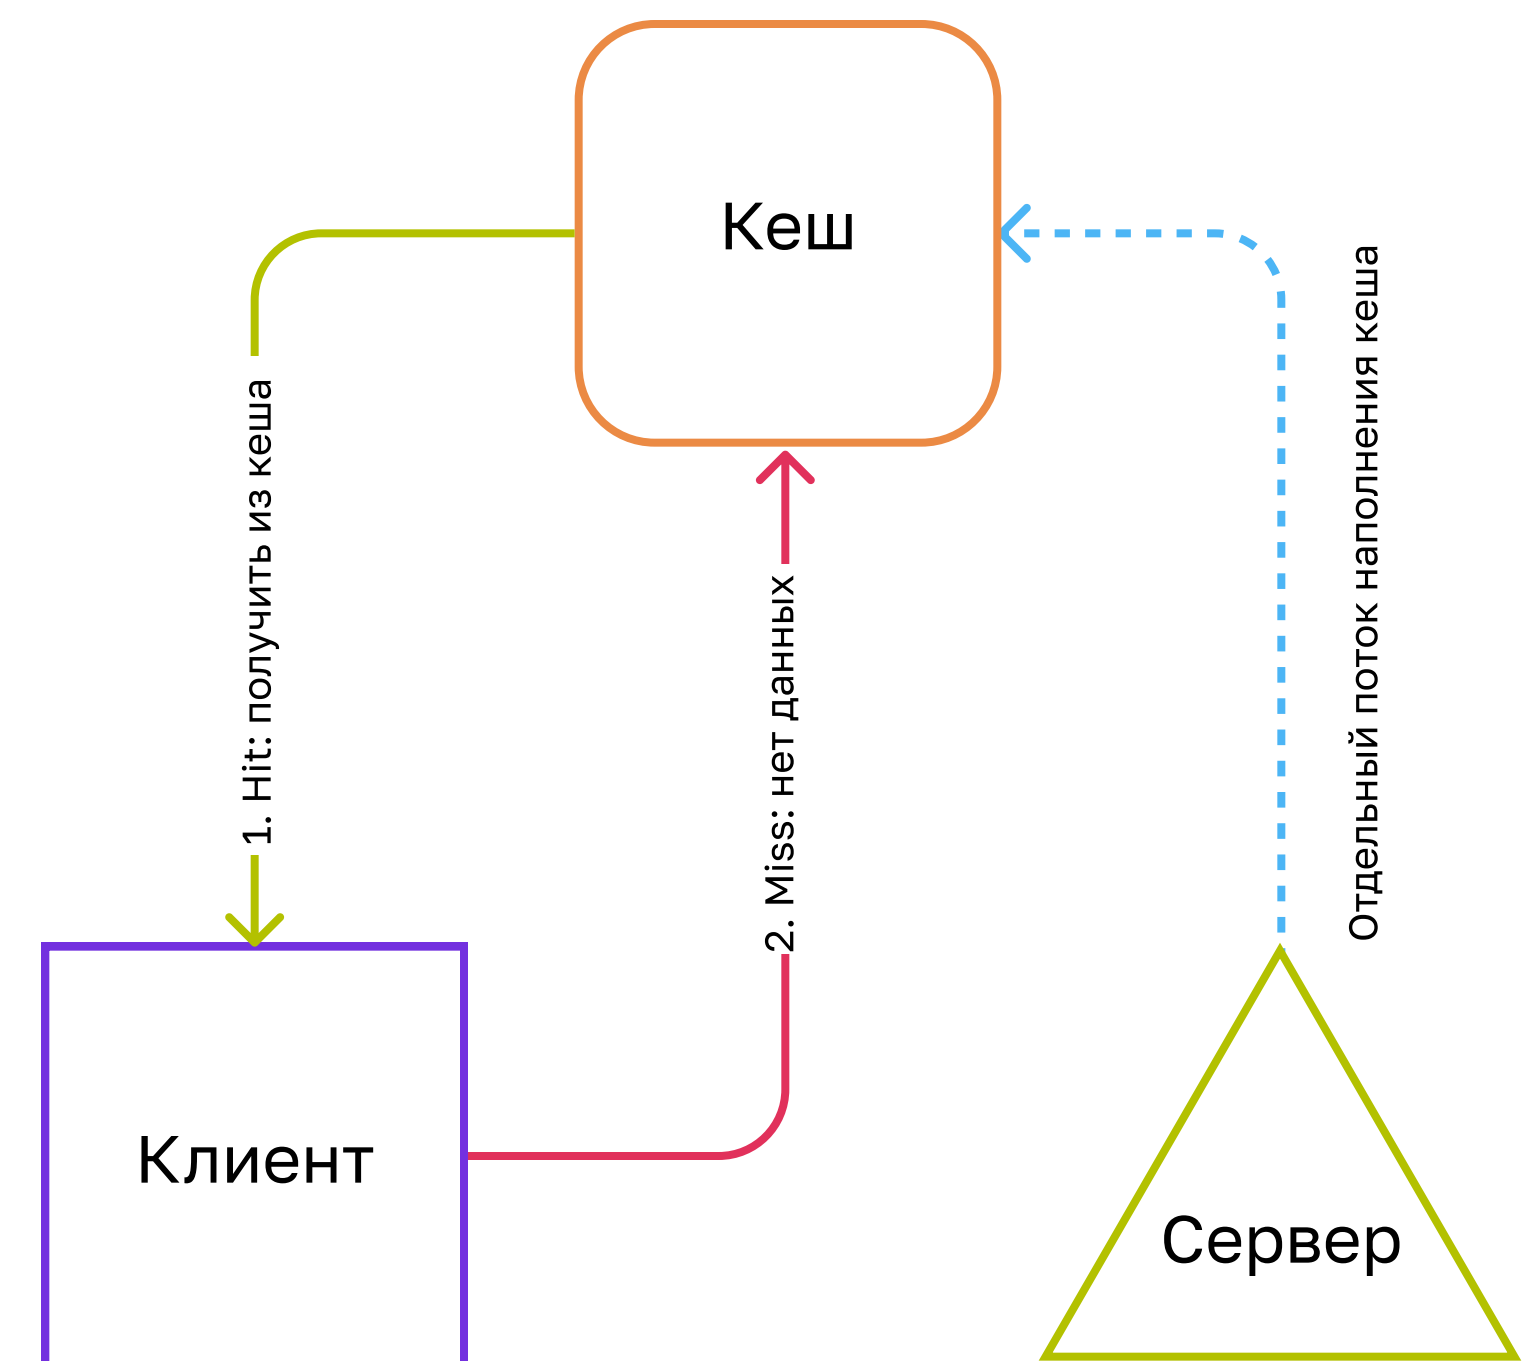 Кеш
1. Hit: получить из кеша
2. Miss: нет данных
Отдельный поток наполнения кеша
Клиент
Сервер